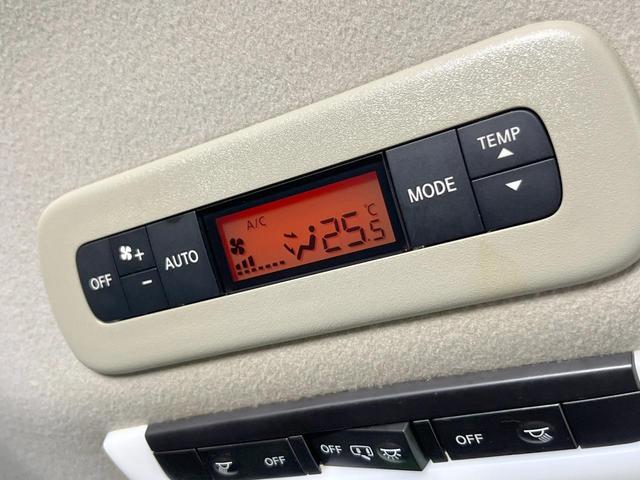 OFF + - AUTO
A/C
25.5 °C
MODE
TEMP
OFF
OFF
OFF